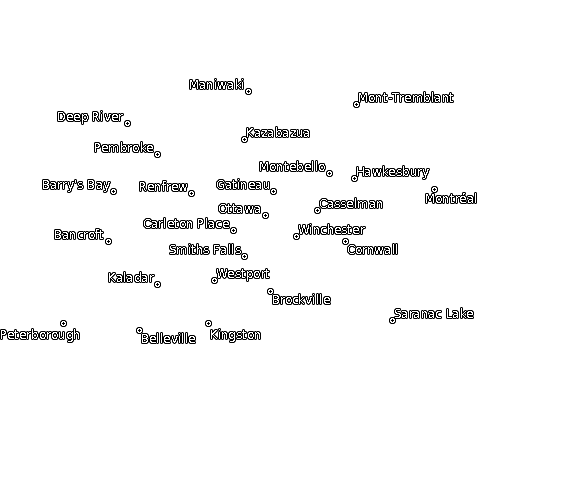 Maniwaki
Mont-Tremblant
Deep River
Kazabazua
Pembroke
Montebello
Hawkesbury
Barry's Bay
Renfrew
Gatineau
Montréal
Casselman
Ottawa
Carleton Place
Winchester
Bancroft
Smiths Falls
Cornwall
Kaladar
Westport
Brockville
Saranac Lake
Peterborough
Belleville
Kingston